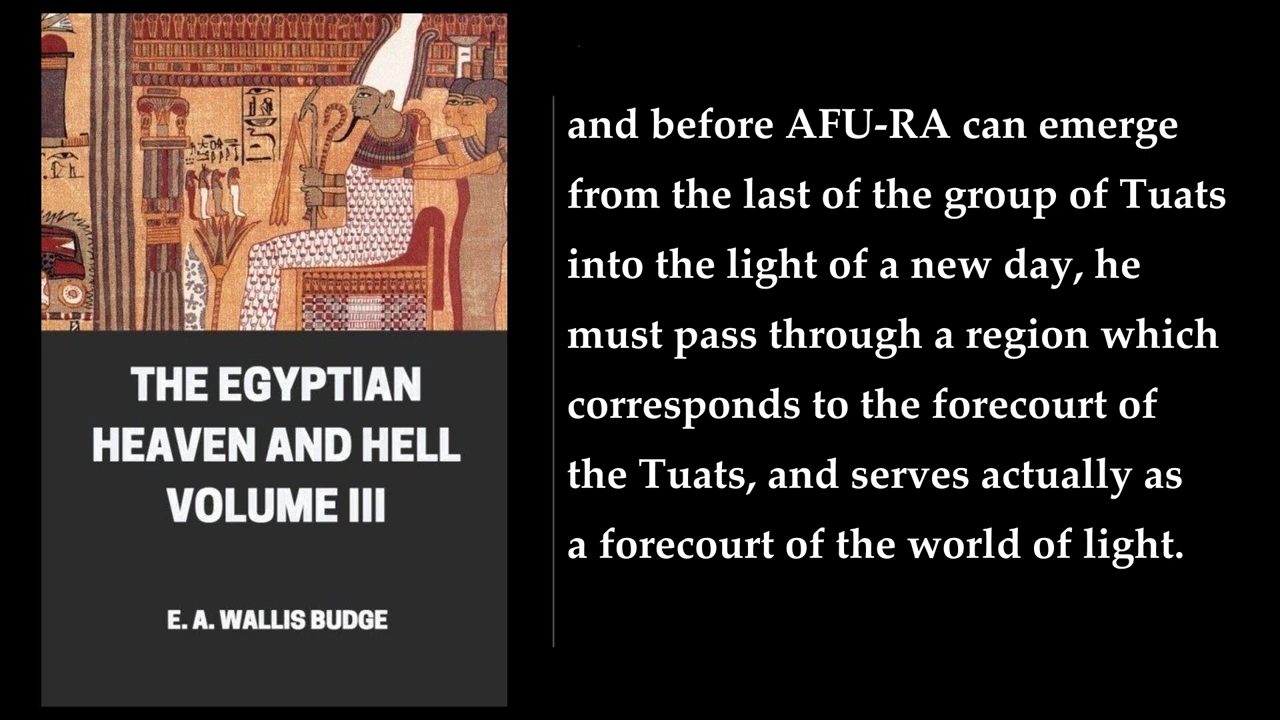 THE EGYPTIAN
HEAVEN AND HELL
VOLUME III
E. A. WALLIS BUDGE
and before AFU-RA can emerge
from the last of the group of Tuats
into the light of a new day, he
must pass through a region which
corresponds to the forecourt of
the Tuats, and serves actually as
a forecourt of the world of light.